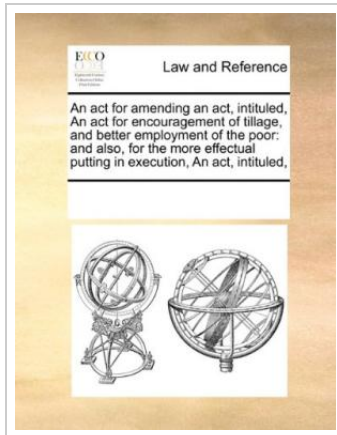 ECCO
Law and Reference
An act for amending an act, intituled,
An act for encouragement of tillage,
and better employment of the poor:
and also, for the more effectual
putting in execution, An act, intituled,